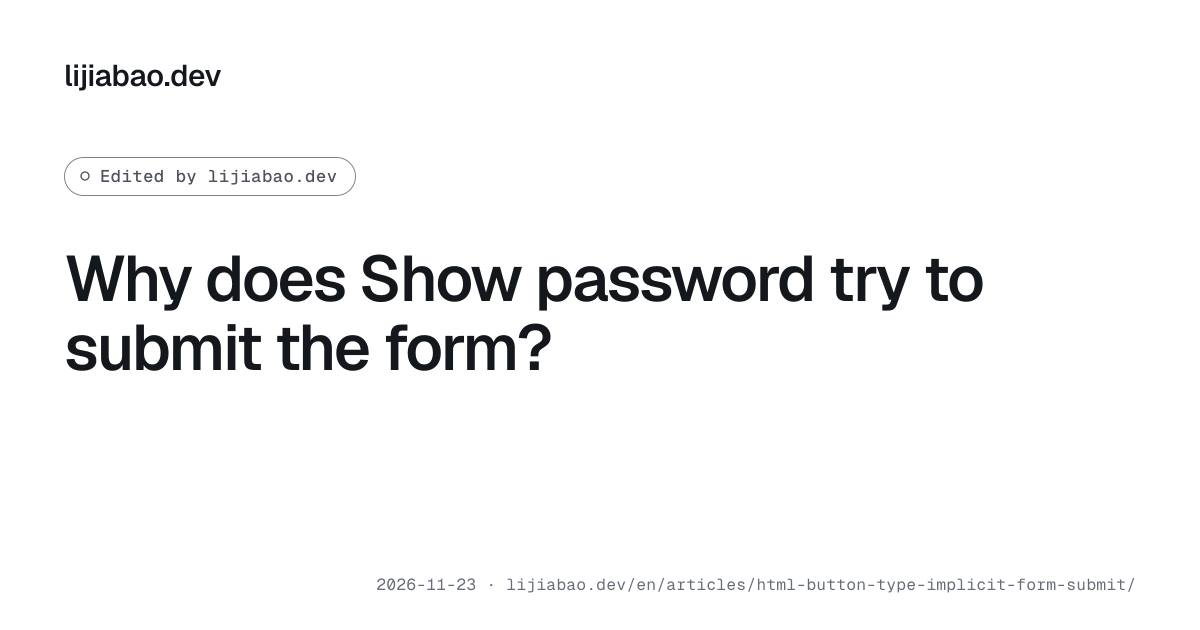 lijiabao.dev
Edited by lijiabao.dev
Why does Show password try to
submit the form?
2026-11-23 · lijiabao.dev/en/articles/html-button-type-implicit-form-submit/